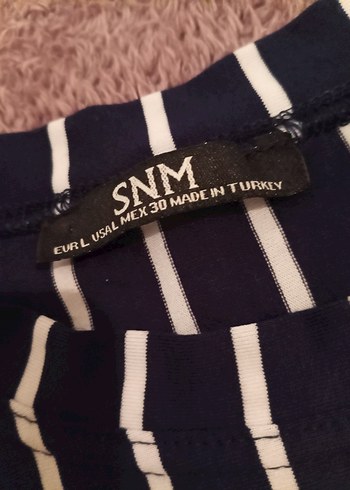 SNM
EUR L USA L MEX 30 MADE IN TURKEY